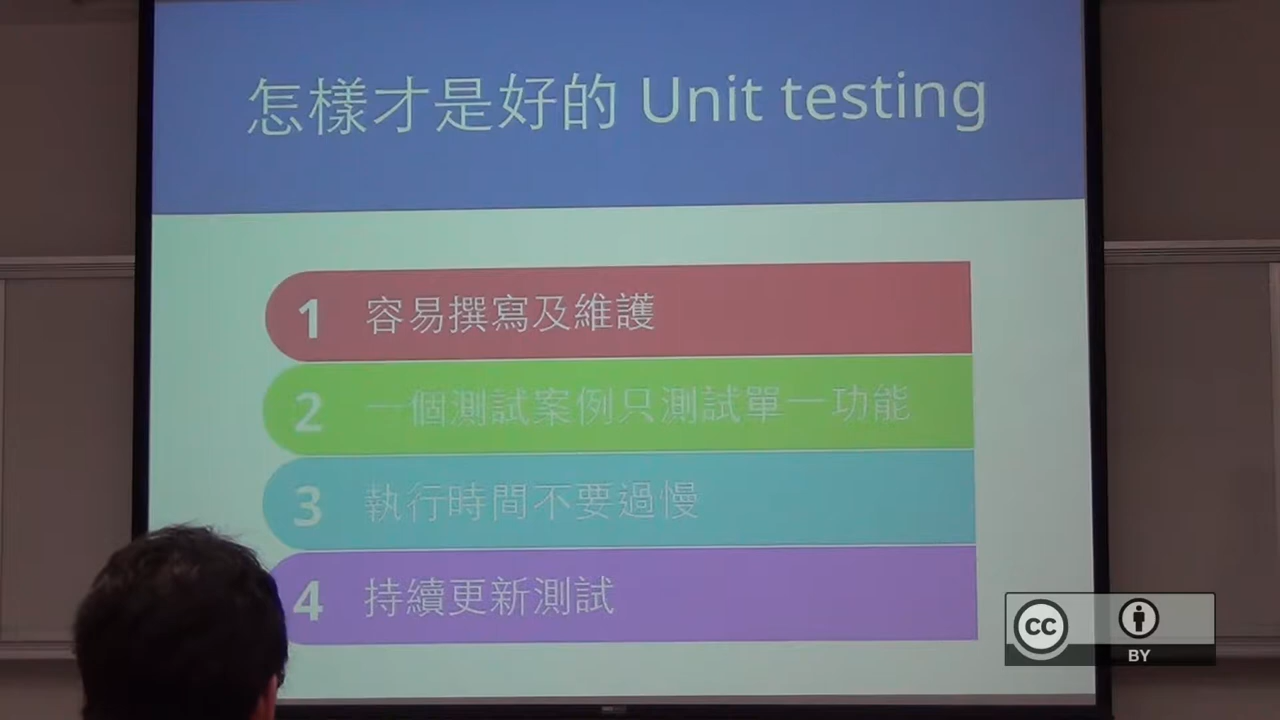 怎樣才是好的 Unit testing
1 容易撰寫及維護
2 一個測試案例只測試單一功能
3 執行時間不要過慢
4 持續更新測試
cc
BY